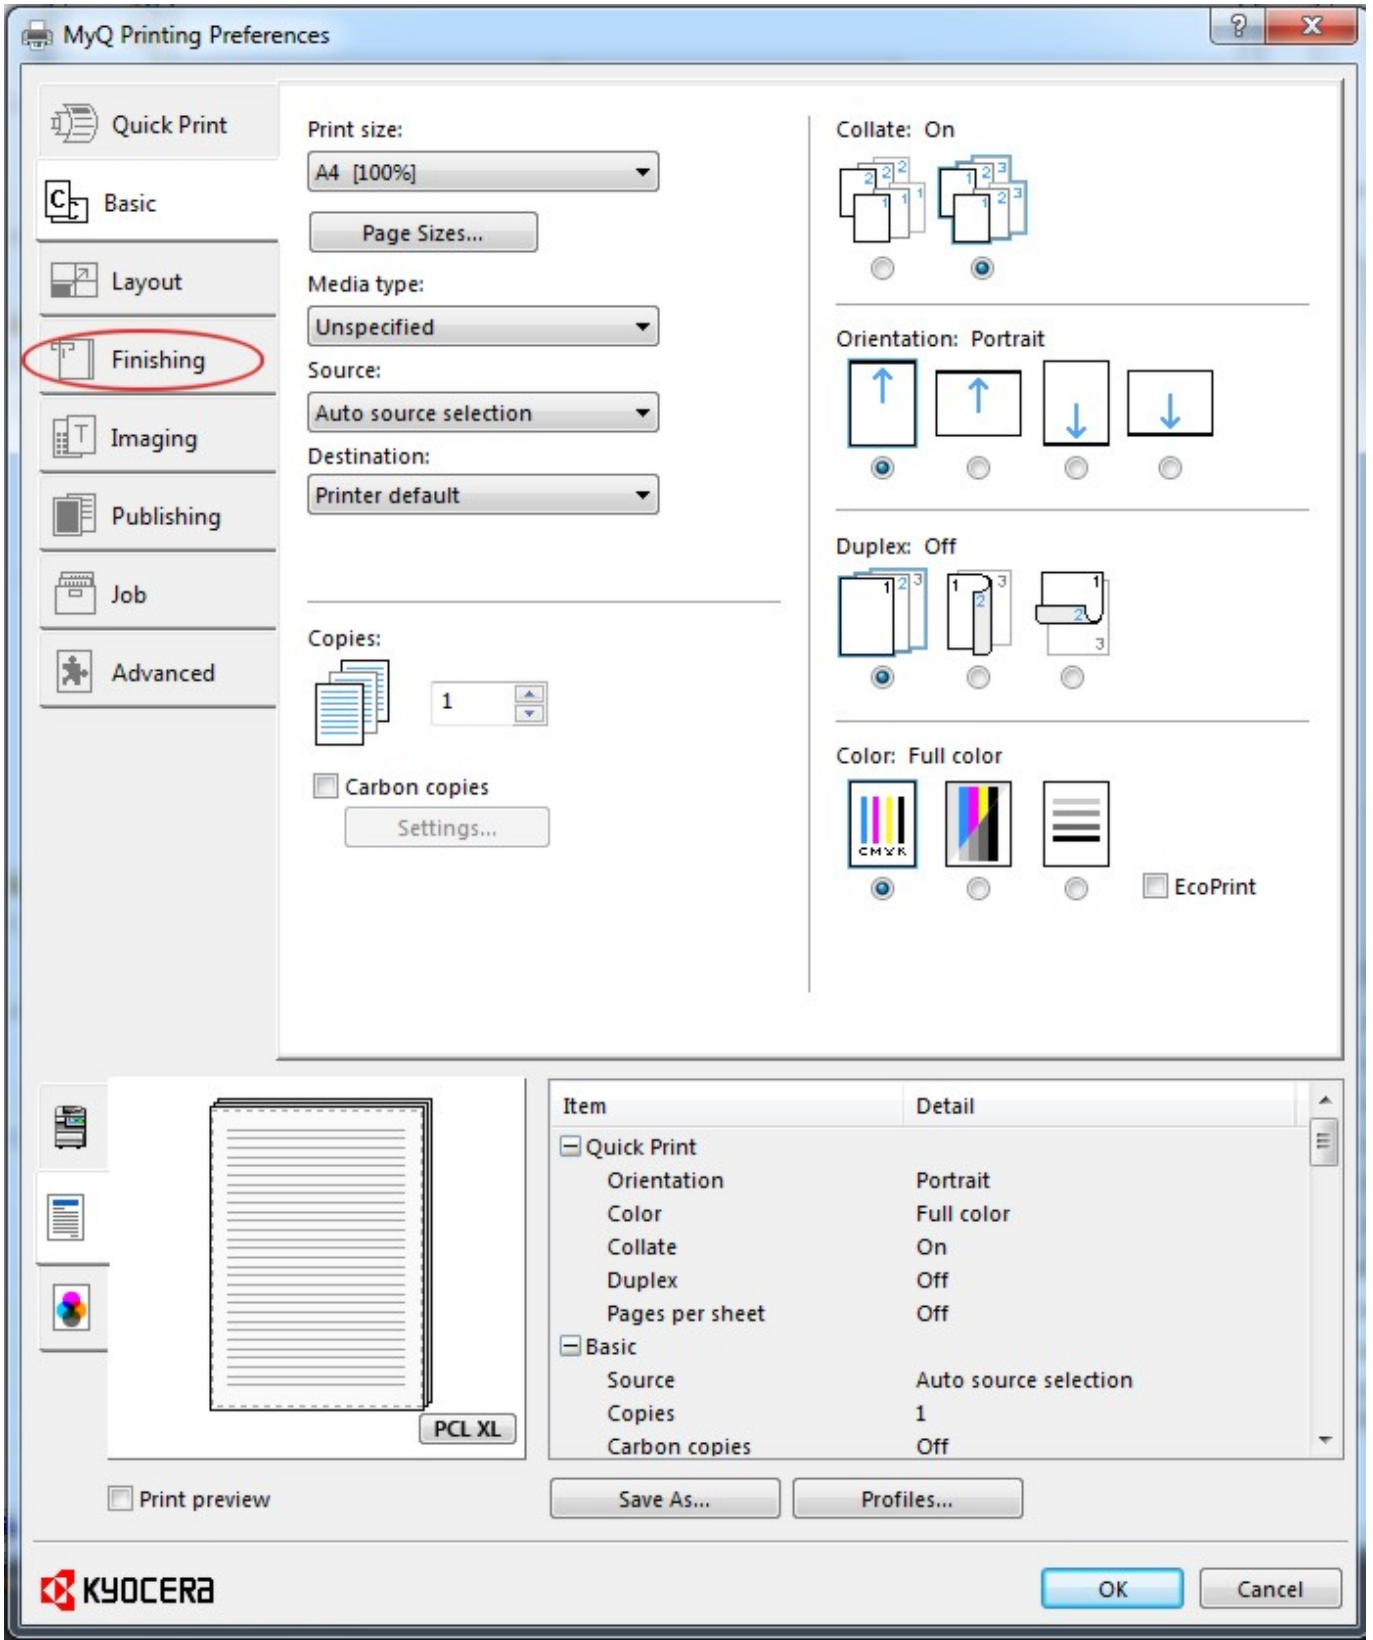 MyQ Printing Preferences
Quick Print
Basic
Layout
Finishing
Imaging
Publishing
Job
Advanced
Print size:
A4 [100%]
Page Sizes...
Media type:
Unspecified
Source:
Auto source selection
Destination:
Printer default
Copies:
1
Carbon copies
Settings...
Collate: On
Orientation: Portrait
Duplex: Off
Color: Full color
CMYK
EcoPrint
PCL XL
Print preview
Item Detail
Quick Print
Orientation Portrait
Color Full color
Collate On
Duplex Off
Pages per sheet Off
Basic
Source Auto source selection
Copies 1
Carbon copies Off
Save As... Profiles...
KYOCERA
OK Cancel